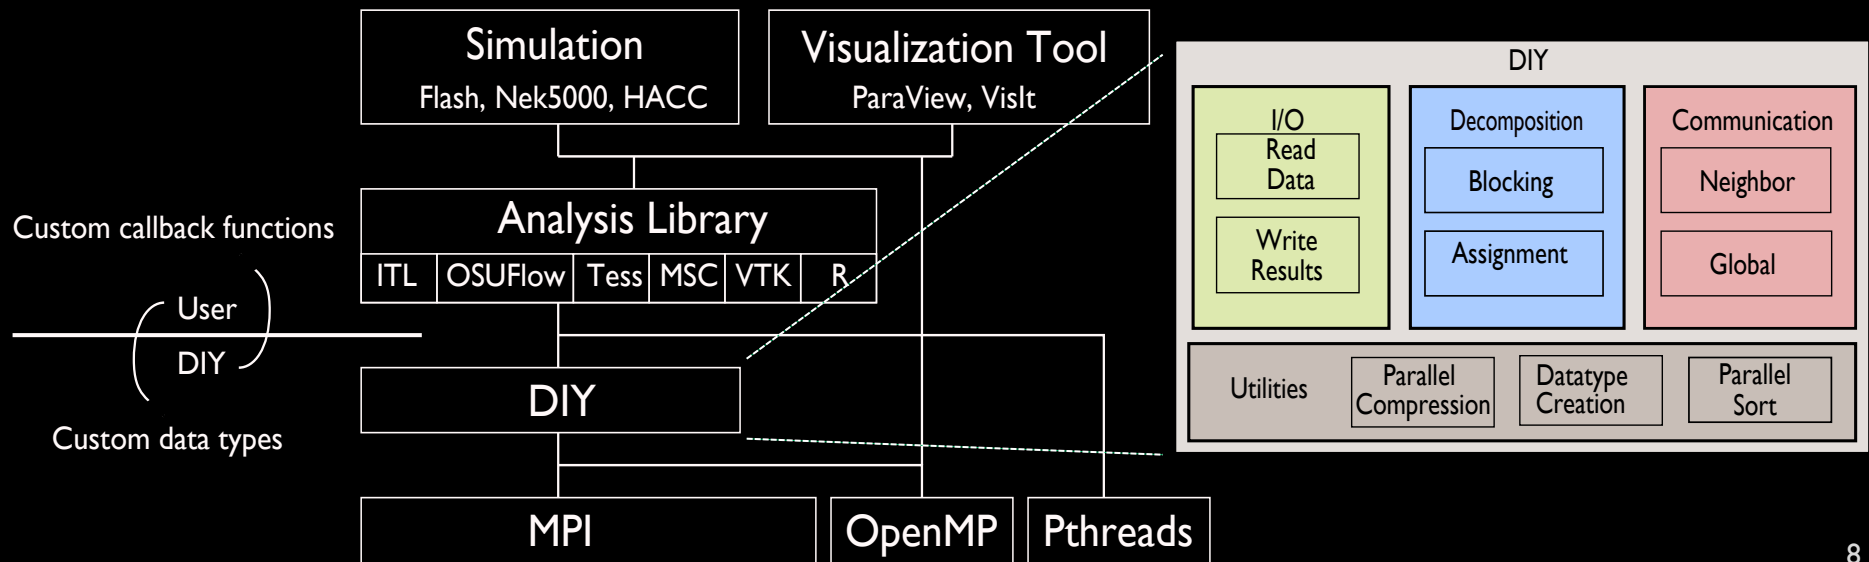 Simulation
Flash, Nek5000, HACC
Visualization Tool
ParaView, VisIt
Analysis Library
ITL
OSUFlow
Tess
MSC
VTK
R
Custom callback functions
User
DIY
Custom data types
DIY
MPI
OpenMP
Pthreads
DIY
I/O
Read
Data
Write
Results
Decomposition
Blocking
Assignment
Communication
Neighbor
Global
Utilities
Parallel
Compression
Datatype
Creation
Parallel
Sort
8